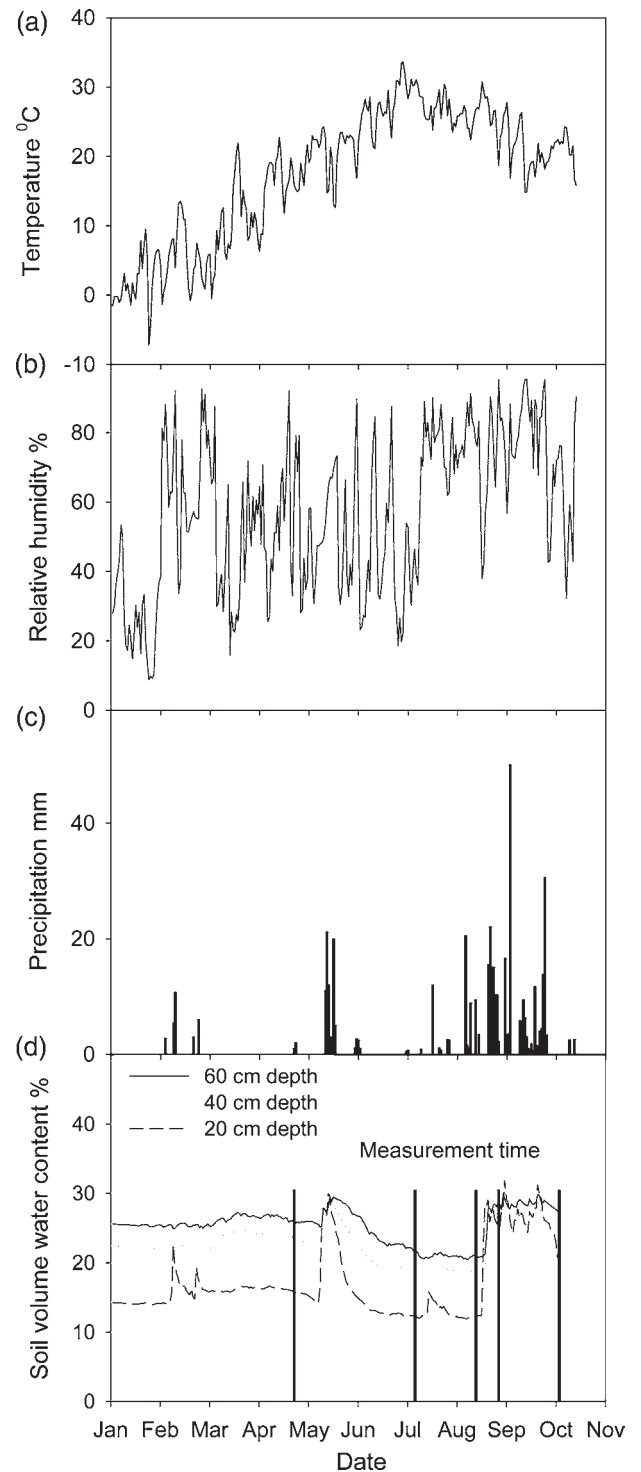 (a)
40
30
20
10
0
-10
Temperature ⁰C
(b)
80
60
40
20
0
Relative humidity %
(c)
40
20
0
Precipitation mm
(d)
60 cm depth
40 cm depth
20 cm depth
Measurement time
40
30
20
10
0
Soil volume water content %
Jan Feb Mar Apr May Jun Jul Aug Sep Oct Nov
Date